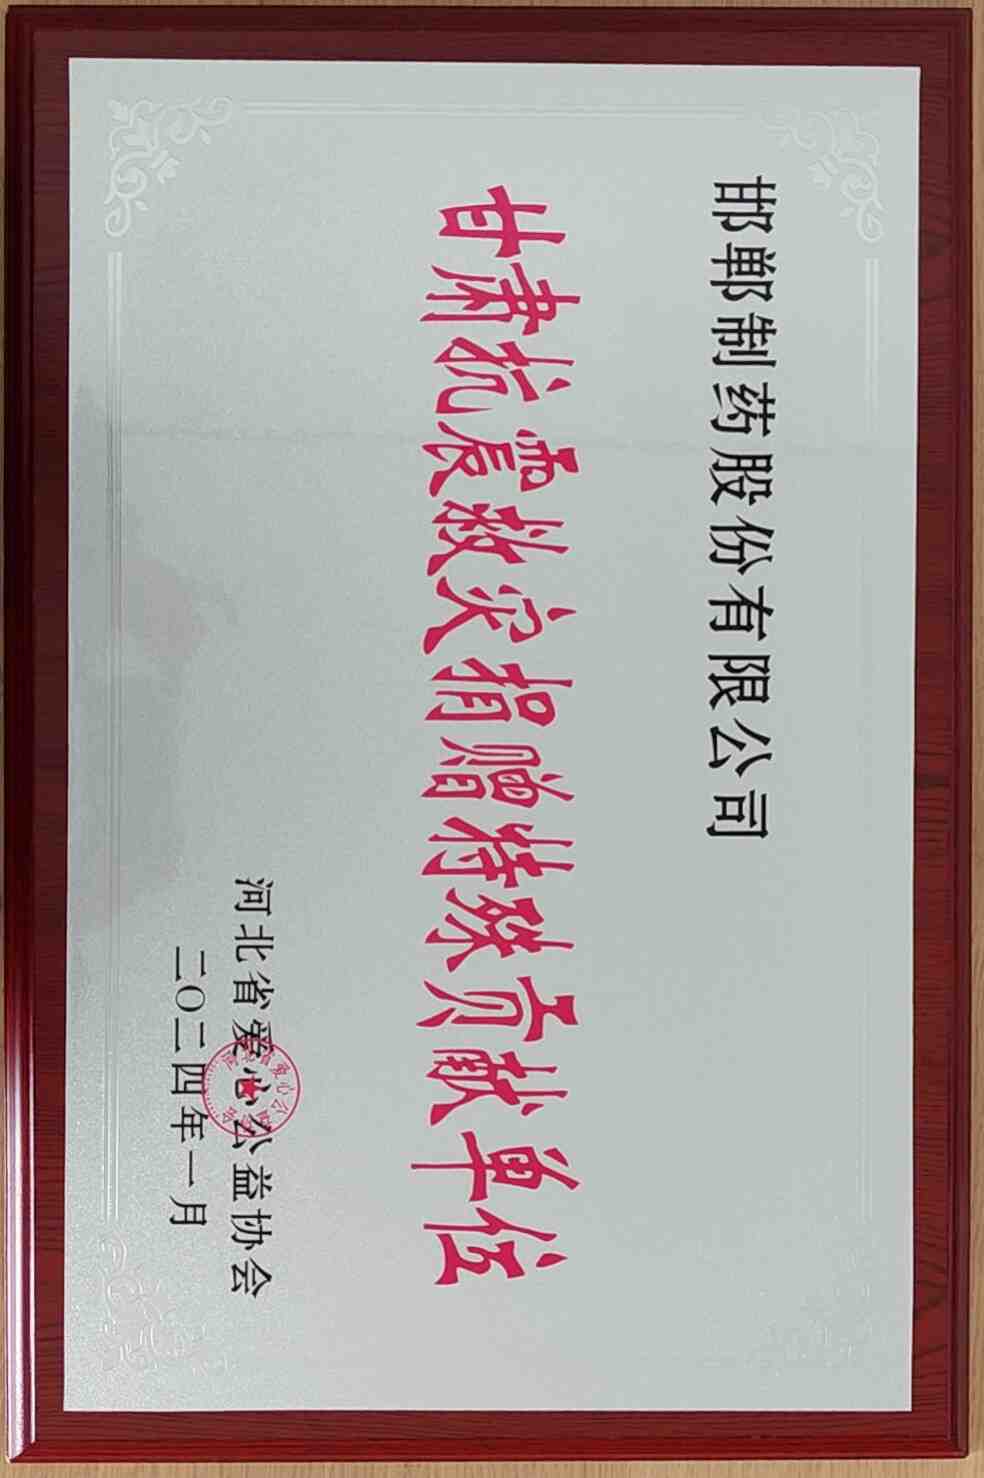 邯郸制药股份有限公司
甘肃抗震救灾捐赠特殊贡献单位
河北省爱心公益协会
二〇二四年一月